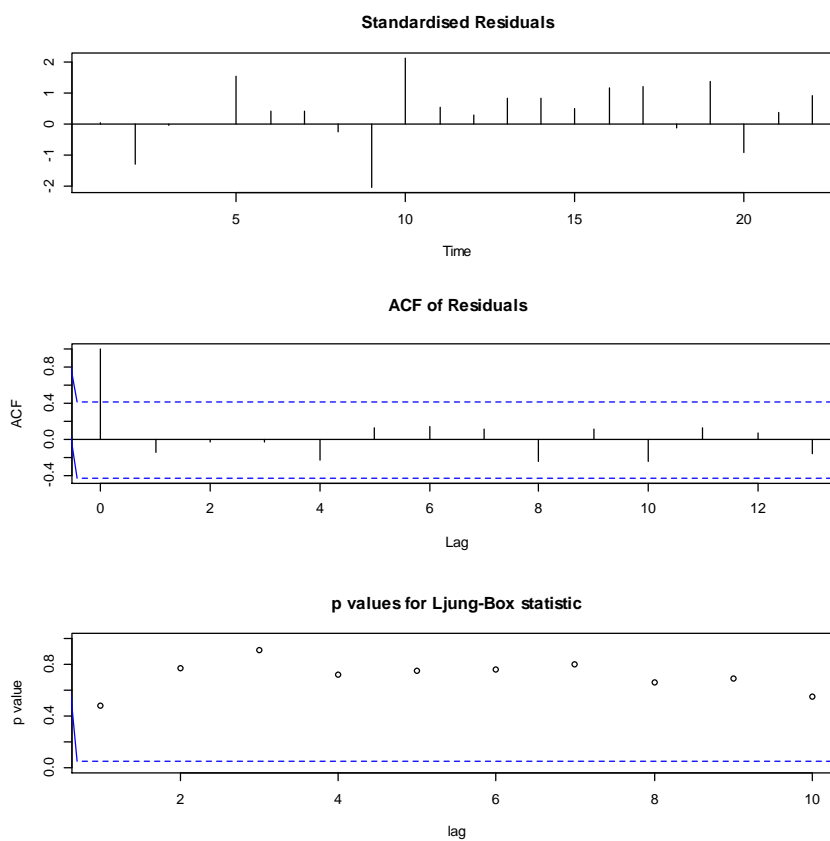 Standardised Residuals
2
1
0
-1
-2
5 10 15 20
Time
ACF of Residuals
ACF
0.8
0.4
0.0
-0.4
0 2 4 6 8 10 12
Lag
p values for Ljung-Box statistic
p value
0.8
0.4
0.0
2 4 6 8 10
lag